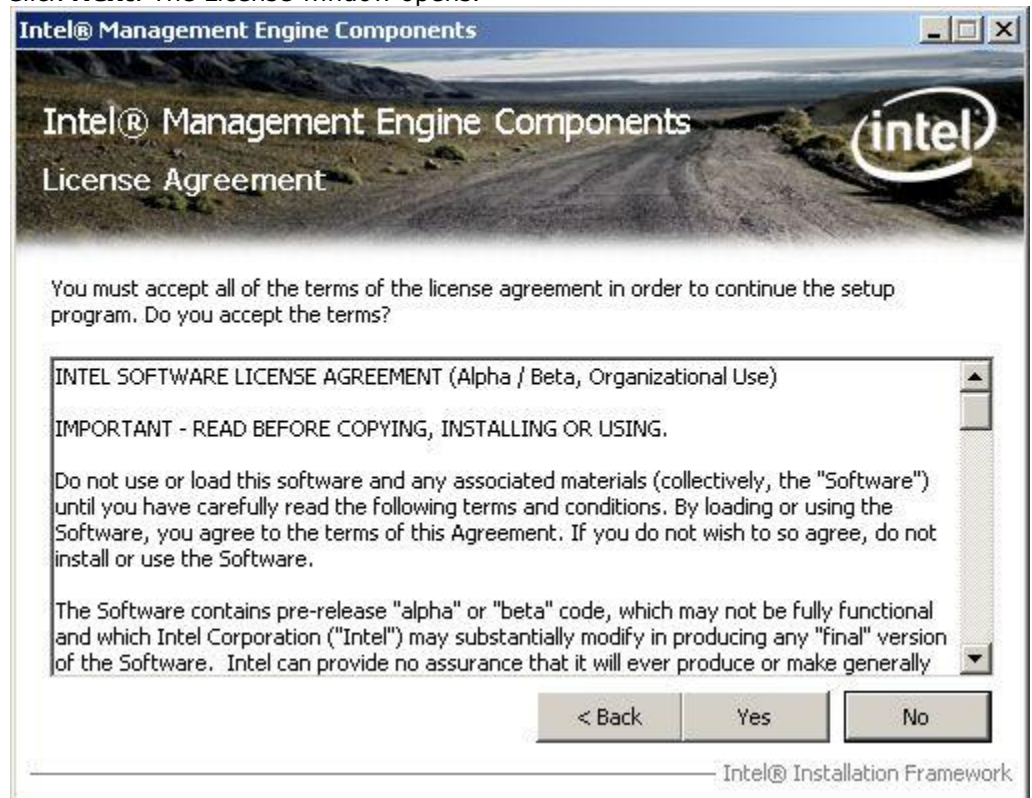 Click Next. The License window opens.
Intel® Management Engine Components
Intel® Management Engine Components
intel
License Agreement
You must accept all of the terms of the license agreement in order to continue the setup
program. Do you accept the terms?
INTEL SOFTWARE LICENSE AGREEMENT (Alpha / Beta, Organizational Use)
IMPORTANT - READ BEFORE COPYING, INSTALLING OR USING.
Do not use or load this software and any associated materials (collectively, the "Software")
until you have carefully read the following terms and conditions. By loading or using the
Software, you agree to the terms of this Agreement. If you do not wish to so agree, do not
install or use the Software.
The Software contains pre-release "alpha" or "beta" code, which may not be fully functional
and which Intel Corporation ("Intel") may substantially modify in producing any "final" version
of the Software.  Intel can provide no assurance that it will ever produce or make generally
< Back
Yes
No
Intel® Installation Framework